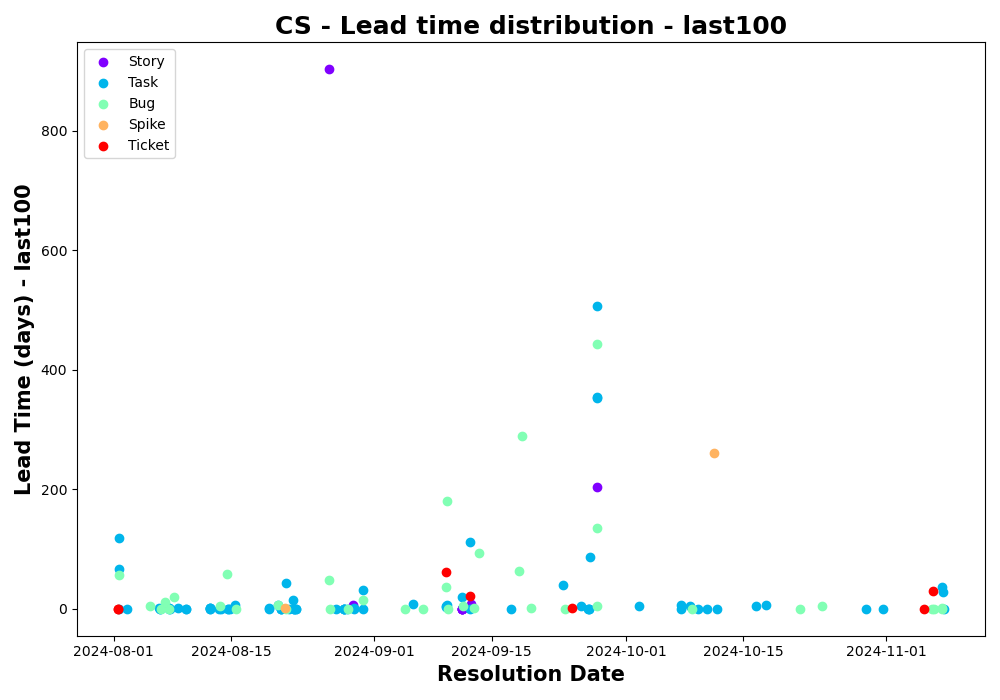 CS - Lead time distribution - last100
Story
Task
Bug
Spike
Ticket
Lead Time (days) - last100
800
600
400
200
0
2024-08-01 2024-08-15 2024-09-01 2024-09-15 2024-10-01 2024-10-15 2024-11-01
Resolution Date